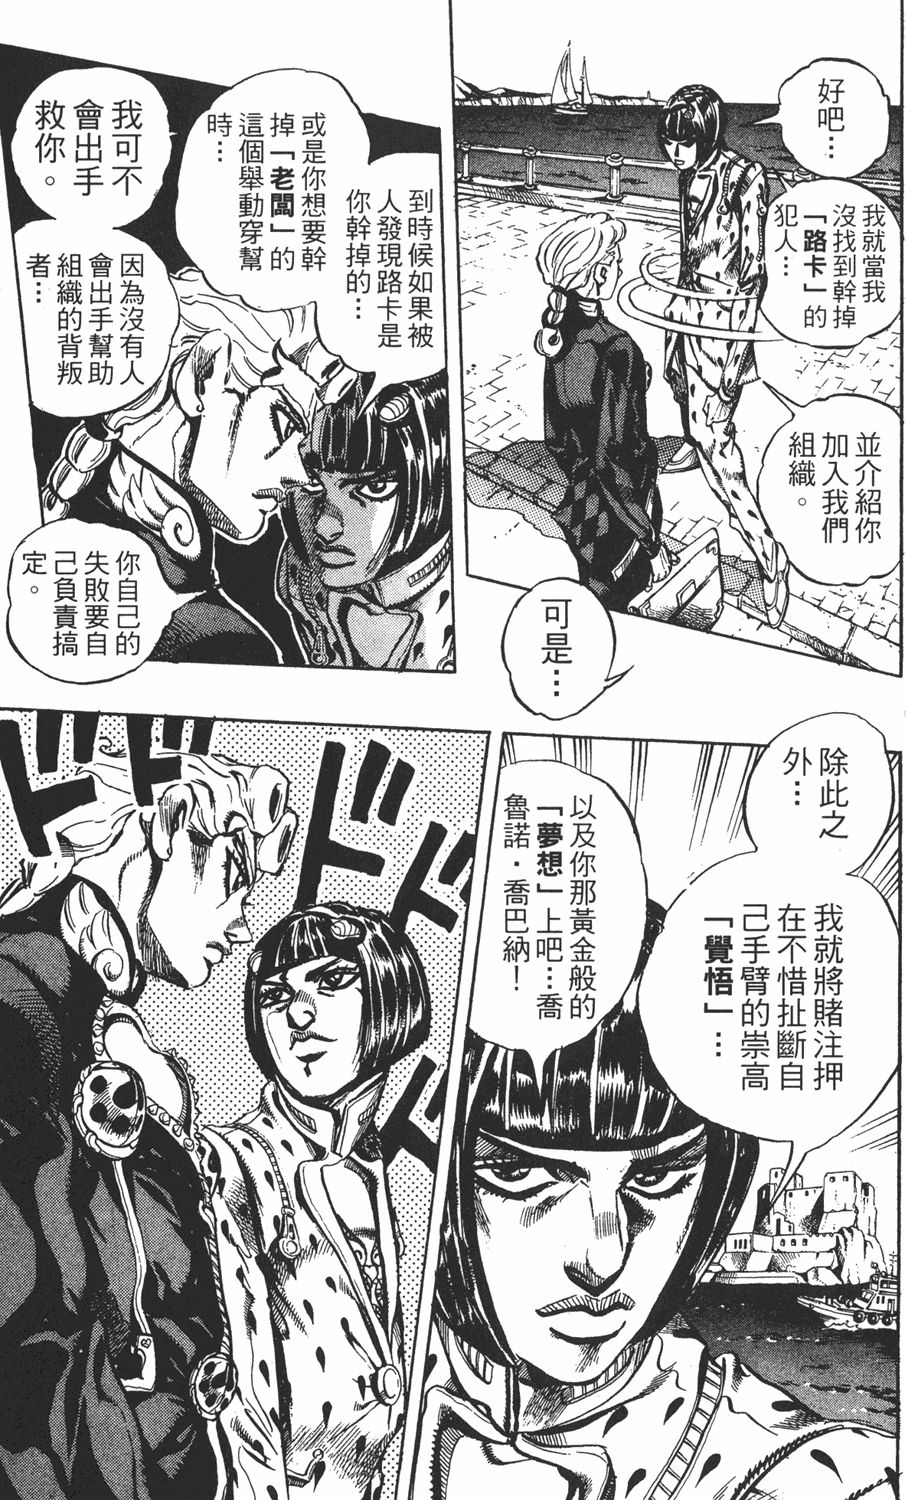 好吧…
我就當我
沒找到幹掉
「路卡」的
犯人…
並介紹你
加入我們
組織。
可是…
到時候如果被
人發現路卡是
你幹掉的…
或是你想要幹
掉「老闆」的
這個舉動穿幫
時…
我可不
會出手
救你。
因為沒有人
會出手幫助
組織的背叛
者…
你自己的
失敗要自
己負責搞
定。
除此之
外…
我就將賭注押
在不惜扯斷自
己手臂的崇高
「覺悟」…
以及你那黃金般的
「夢想」上吧…喬
魯諾．喬巴納！
ドドド
ドドド